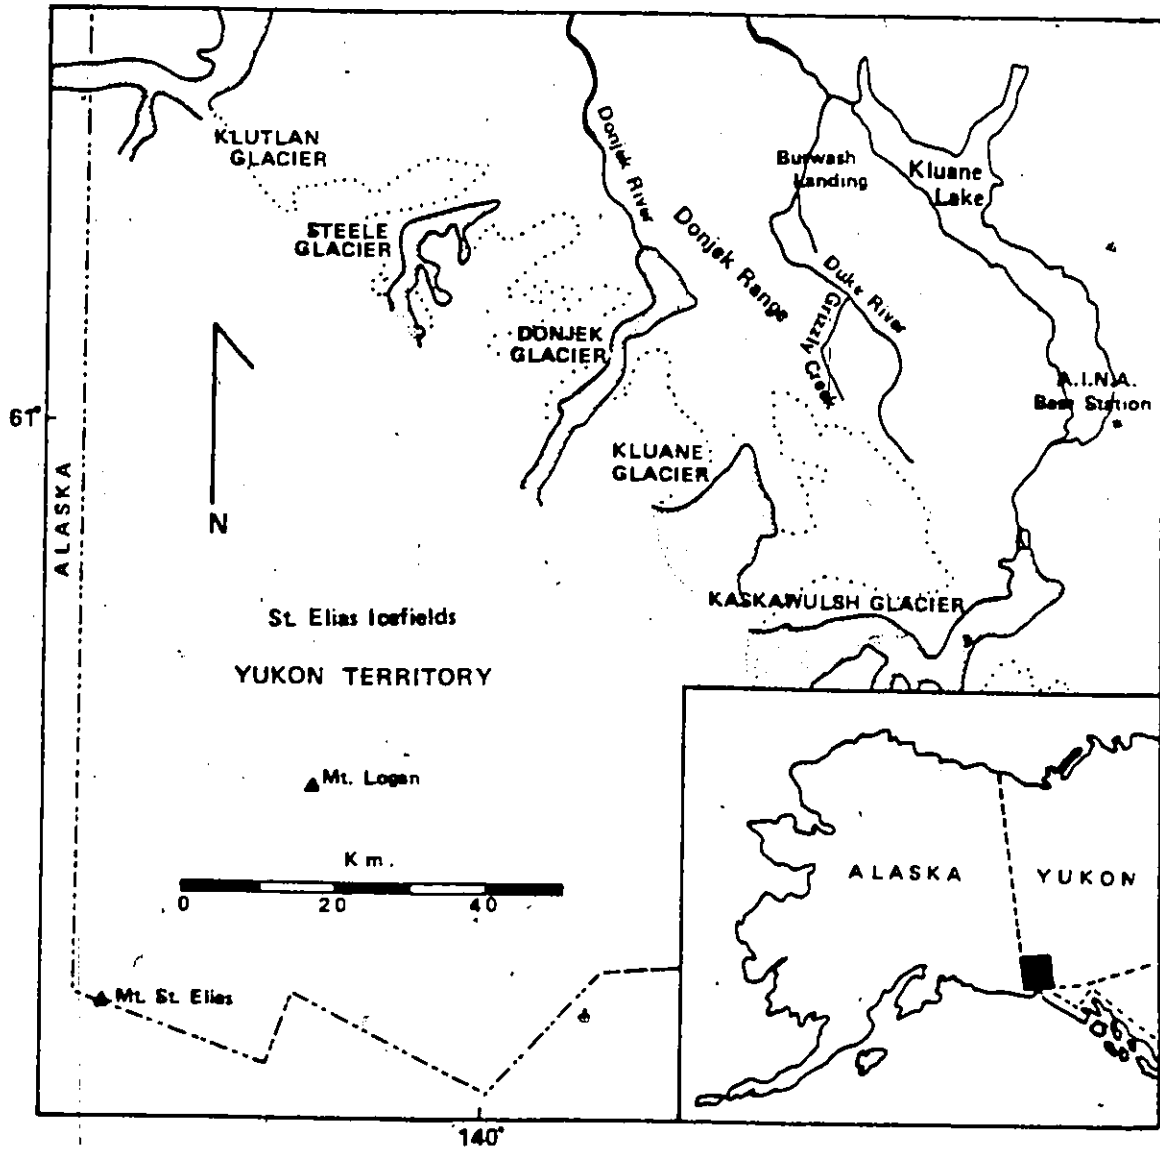 KLUTLAN
GLACIER
STEELE
GLACIER
Donjek River
Donjek Range
Burwash
Landing
Kluane
Lake
Duke River
Grizzly Creek
DONJEK
GLACIER
A.I.N.A.
Base Station
61°
KLUANE
GLACIER
N
ALASKA
KASKAWULSH GLACIER
St. Elias Icefields
YUKON TERRITORY
Mt. Logan
Km.
0 20 40
Mt. St. Elias
140°
ALASKA
YUKON